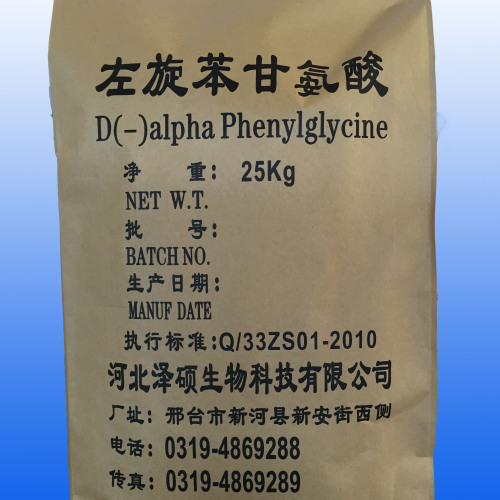 左旋苯甘氨酸
D(-)alpha Phenylglycine
净 重: 25Kg
NET W.T.
批 号:
BATCH NO.
生产日期:
MANUF DATE
执行标准:Q/33ZS01-2010
河北泽硕生物科技有限公司
厂址: 邢台市新河县新安街西侧
电话: 0319-4869288
传真: 0319-4869289